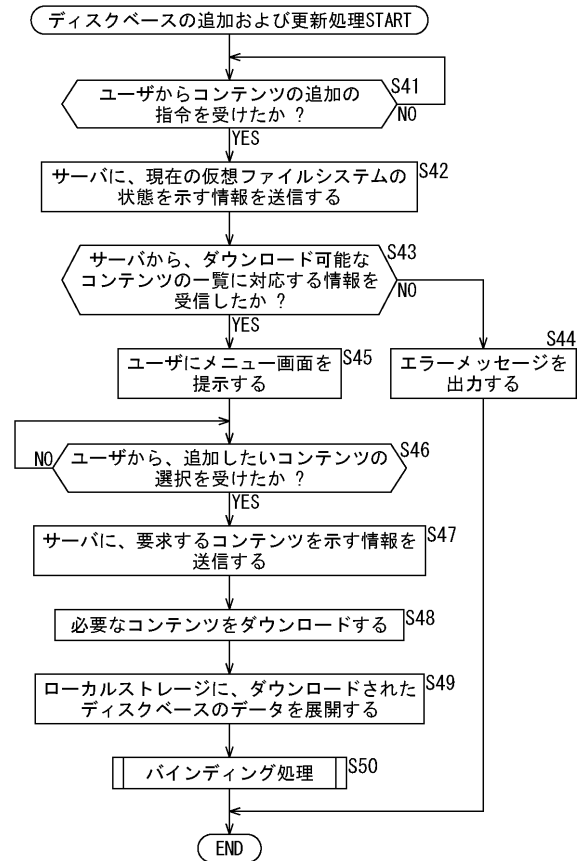 ディスクベースの追加および更新処理START
S41
ユーザからコンテンツの追加の
指令を受けたか ?
NO
YES
S42
サーバに、現在の仮想ファイルシステムの
状態を示す情報を送信する
S43
サーバから、ダウンロード可能な
コンテンツの一覧に対応する情報を
受信したか ?
NO
YES
S44
エラーメッセージを
出力する
S45
ユーザにメニュー画面を
提示する
S46
ユーザから、追加したいコンテンツの
選択を受けたか ?
NO
YES
S47
サーバに、要求するコンテンツを示す情報を
送信する
S48
必要なコンテンツをダウンロードする
S49
ローカルストレージに、ダウンロードされた
ディスクベースのデータを展開する
S50
バインディング処理
END